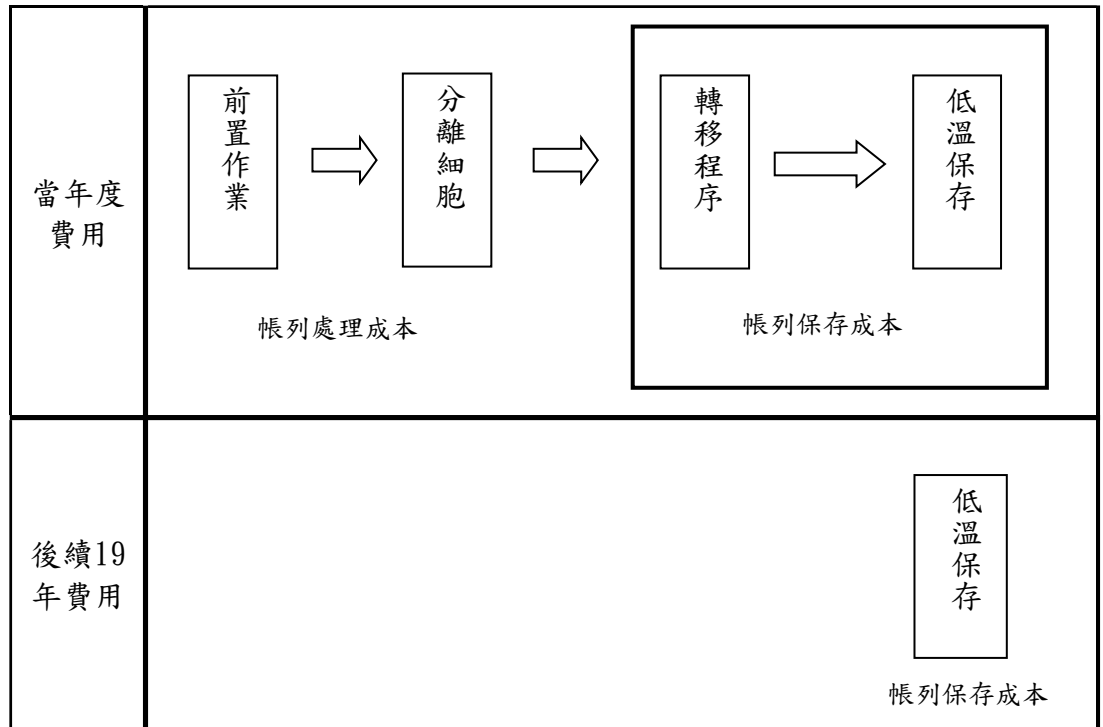 當年度
費用
前置作業
分離細胞
轉移程序
低溫保存
帳列處理成本
帳列保存成本
後續19
年費用
低溫保存
帳列保存成本